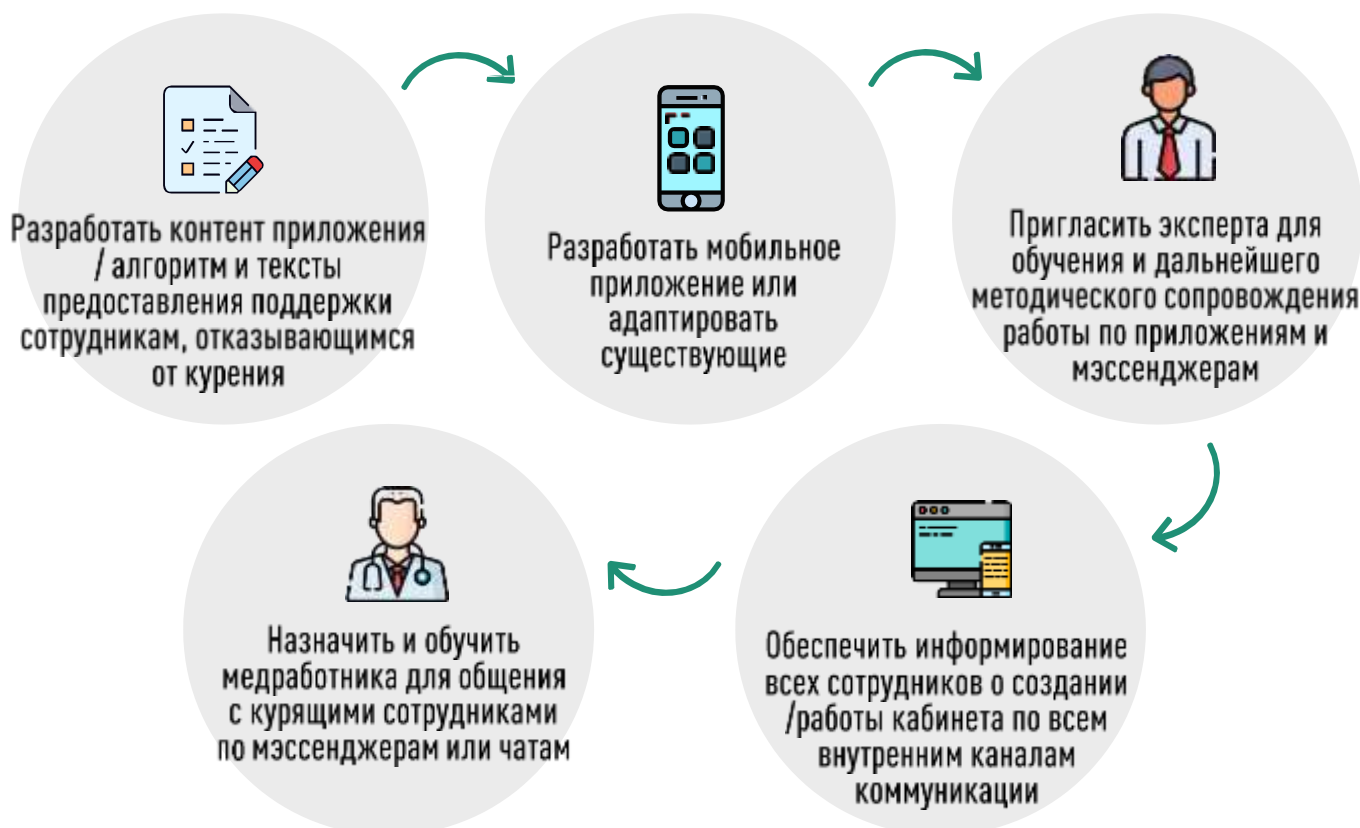 Разработать контент приложения
/ алгоритм и тексты
предоставления поддержки
сотрудникам, отказывающимся
от курения
Разработать мобильное
приложение или
адаптировать
существующие
Пригласить эксперта для
обучения и дальнейшего
методического сопровождения
работы по приложениям и
мэссенджерам
Обеспечить информирование
всех сотрудников о создании
/работы кабинета по всем
внутренним каналам
коммуникации
Назначить и обучить
медработника для общения
с курящими сотрудниками
по мэссенджерам или чатам